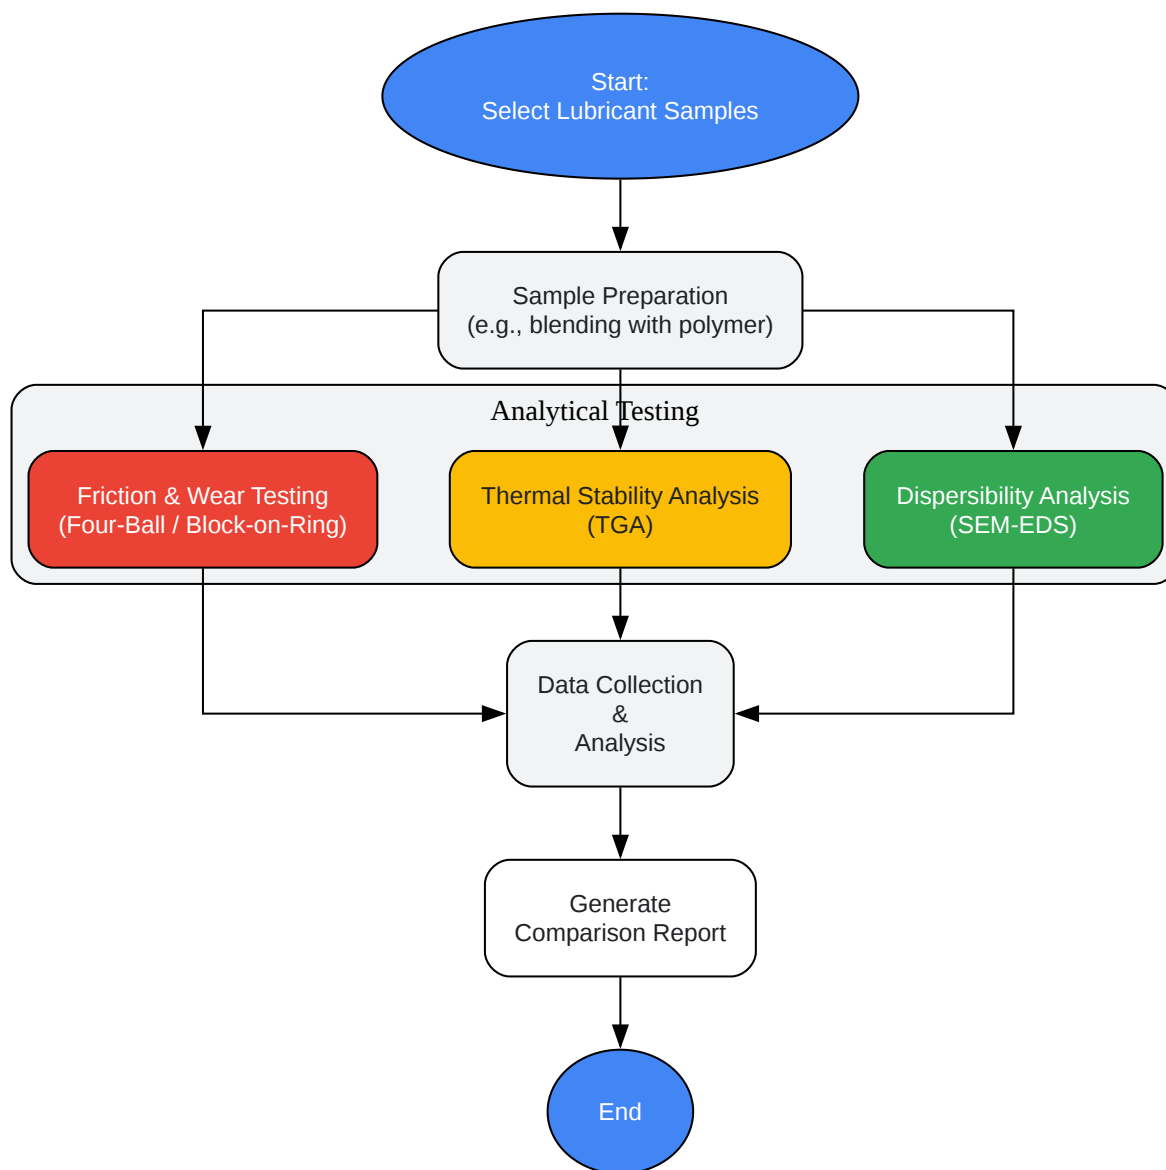 Start:
Select Lubricant Samples
Sample Preparation
(e.g., blending with polymer)
Analytical Testing
Friction & Wear Testing
(Four-Ball / Block-on-Ring)
Thermal Stability Analysis
(TGA)
Dispersibility Analysis
(SEM-EDS)
Data Collection
&
Analysis
Generate
Comparison Report
End